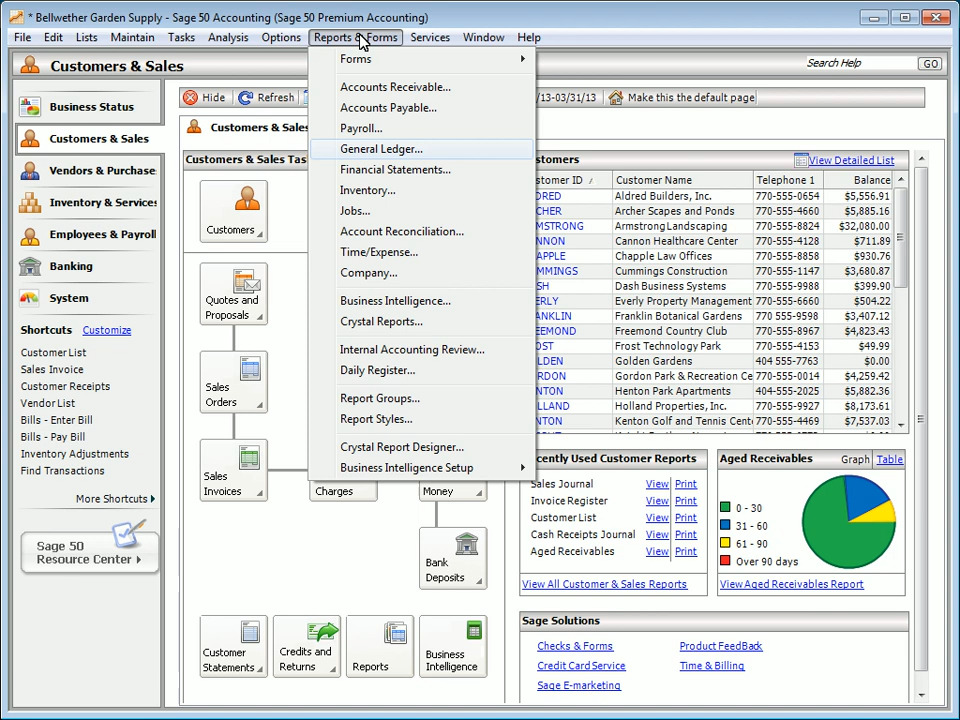 * Bellwether Garden Supply - Sage 50 Accounting (Sage 50 Premium Accounting)
File Edit Lists Maintain Tasks Analysis Options Reports & Forms Services Window Help
Customers & Sales
Search Help GO
Business Status
Customers & Sales
Vendors & Purchase
Inventory & Services
Employees & Payroll
Banking
System
Shortcuts Customize
Customer List
Sales Invoice
Customer Receipts
Vendor List
Bills - Enter Bill
Bills - Pay Bill
Inventory Adjustments
Find Transactions
More Shortcuts
Sage 50
Resource Center
Hide Refresh
/13-03/31/13 Make this the default page
Customers & Sales
Customers & Sales Tas
Customers
Quotes and
Proposals
Sales
Orders
Sales
Invoices
Charges
Money
Bank
Deposits
Customer
Statements
Credits and
Returns
Reports
Business
Intelligence
Forms
Accounts Receivable...
Accounts Payable...
Payroll...
General Ledger...
Financial Statements...
Inventory...
Jobs...
Account Reconciliation...
Time/Expense...
Company...
Business Intelligence...
Crystal Reports...
Internal Accounting Review...
Daily Register...
Report Groups...
Report Styles...
Crystal Report Designer...
Business Intelligence Setup
stomers View Detailed List
stomer ID Customer Name Telephone 1 Balance
DRED Aldred Builders, Inc. 770-555-0654 $5,556.91
CHER Archer Scapes and Ponds 770-555-4660 $5,885.16
MSTRONG Armstrong Landscaping 770-555-8824 $32,080.00
NNON Cannon Healthcare Center 770-555-4128 $711.89
APPLE Chapple Law Offices 770-555-8858 $930.76
MMINGS Cummings Construction 770-555-1147 $3,680.87
SH Dash Business Systems 770-555-9988 $399.90
ERLY Everly Property Management 770-555-6660 $504.22
ANKLIN Franklin Botanical Gardens 770-555-9598 $3,407.12
EEMOND Freemond Country Club 770-555-8967 $4,823.43
OST Frost Technology Park 770-555-4153 $49.99
LDEN Golden Gardens 404 555-7763 $0.00
RDON Gordon Park & Recreation Ce 770-555-0014 $4,259.42
NTON Henton Park Apartments 404-555-2025 $5,882.36
LLAND Holland Properties, Inc. 770-555-9927 $8,173.61
NTON Kenton Golf and Tennis Cent 770-555-4469 $7,537.03
cently Used Customer Reports
Sales Journal View Print
Invoice Register View Print
Customer List View Print
Cash Receipts Journal View Print
Aged Receivables View Print
View All Customer & Sales Reports
Aged Receivables Graph Table
0 - 30
31 - 60
61 - 90
Over 90 days
View Aged Receivables Report
Sage Solutions
Checks & Forms Product FeedBack
Credit Card Service Time & Billing
Sage E-marketing